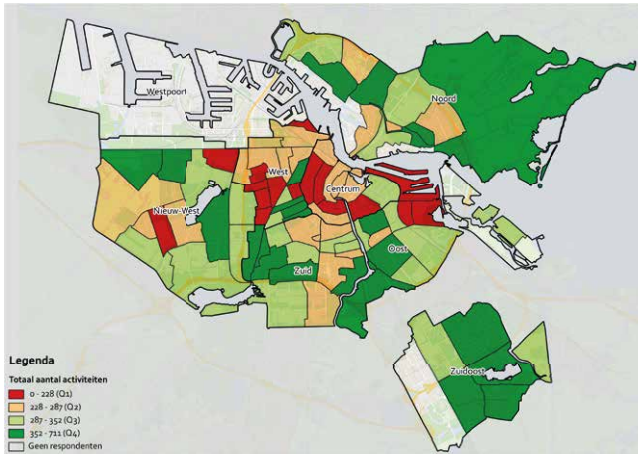 Westpoort
Noord
West
Centrum
Nieuw-West
Oost
Zuid
Zuidoost
Legenda
Totaal aantal activiteiten
0 - 228 (Q1)
228 - 287 (Q2)
287 - 352 (Q3)
352 - 711 (Q4)
Geen respondenten